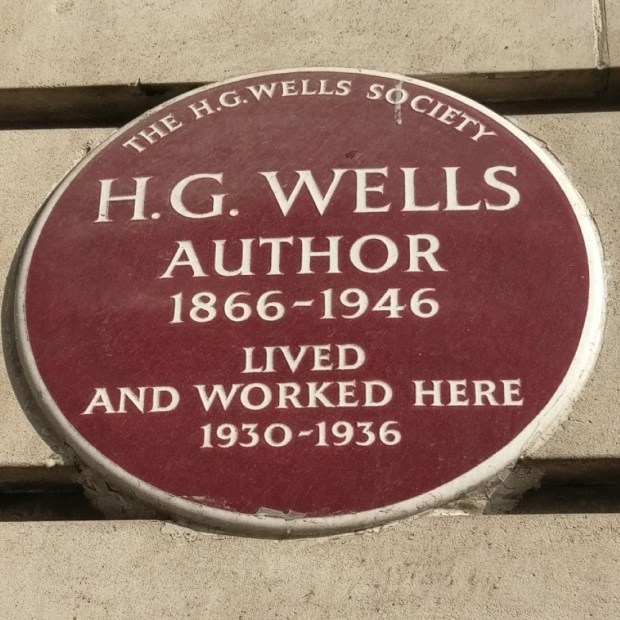 THE H.G. WELLS SOCIETY
H.G. WELLS
AUTHOR
1866-1946
LIVED
AND WORKED HERE
1930-1936